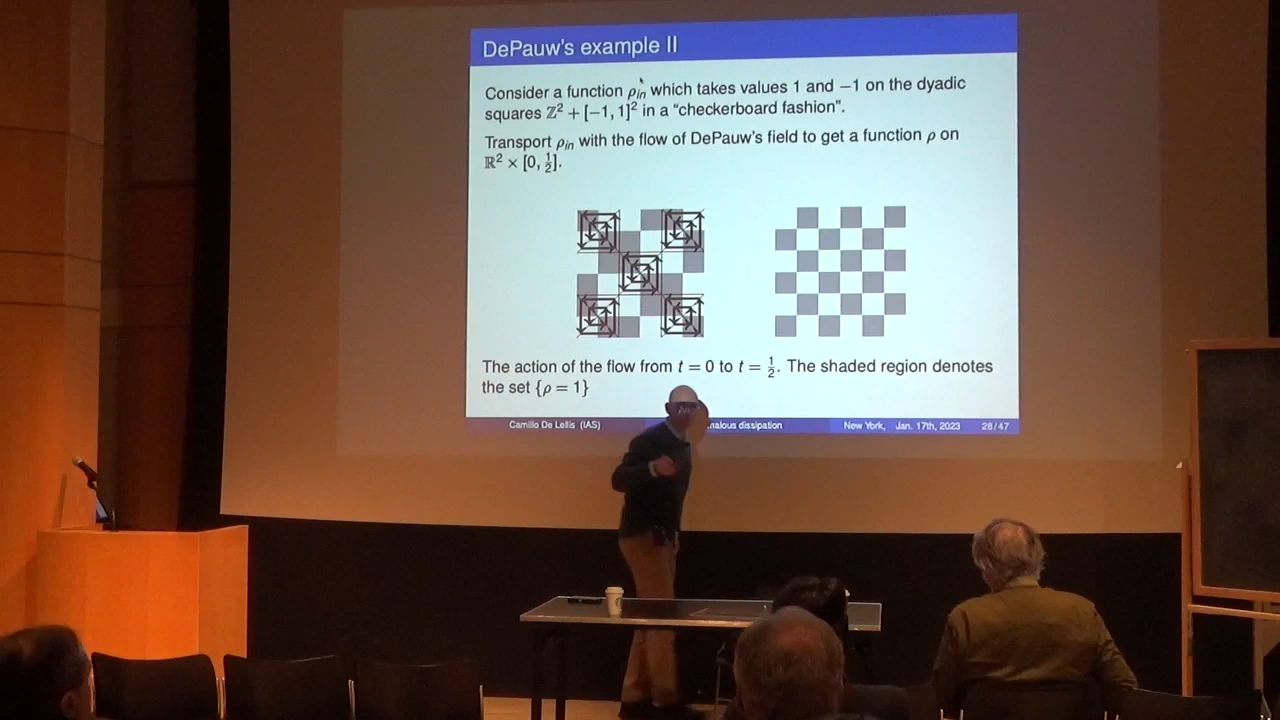 DePauw's example II
Consider a function ρ_in which takes values 1 and −1 on the dyadic
squares ℤ² + [−1, 1]² in a “checkerboard fashion”.
Transport ρ_in with the flow of DePauw's field to get a function ρ on
ℝ² × [0, 1/2].
The action of the flow from t = 0 to t = 1/2. The shaded region denotes
the set {ρ = 1}
Camillo De Lellis (IAS) dissipation New York, Jan. 17th, 2023 28/47